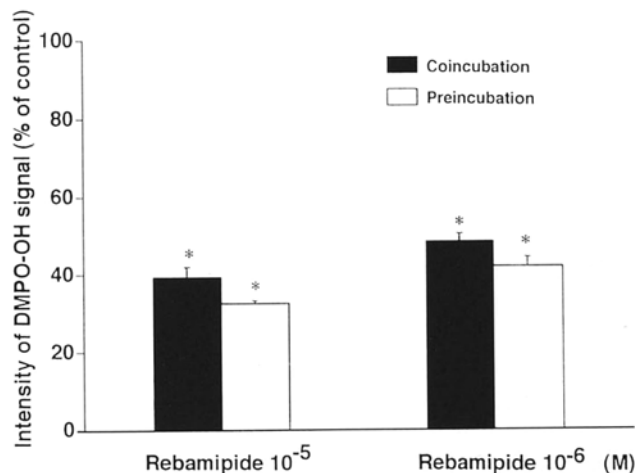 Intensity of DMPO-OH signal (% of control)
100
80
60
40
20
0
Coincubation
Preincubation
*
*
*
*
Rebamipide 10⁻⁵
Rebamipide 10⁻⁶ (M)